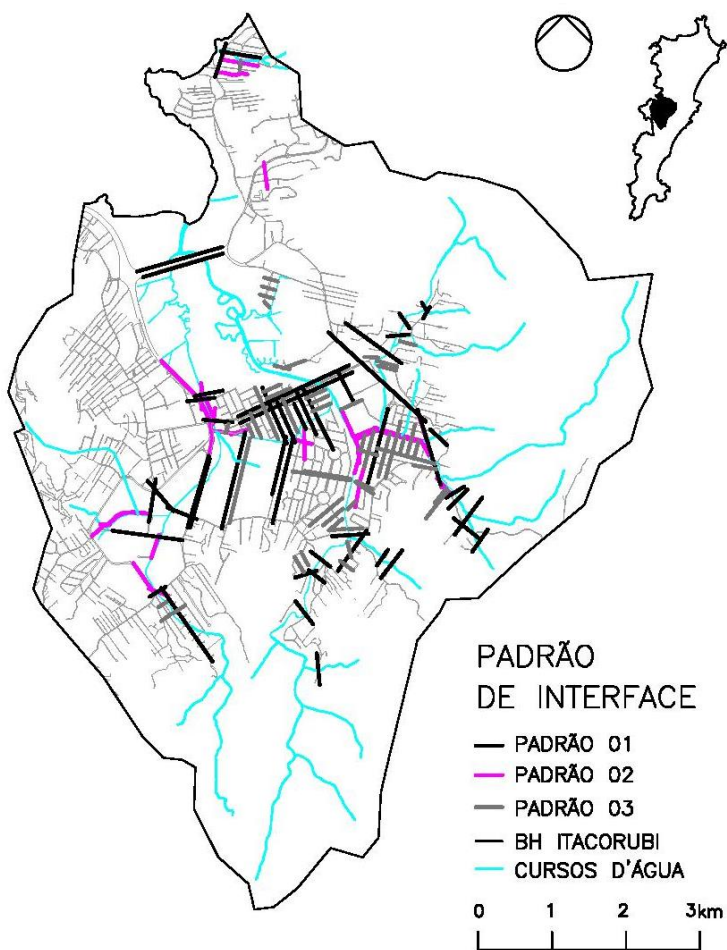 PADRÃO
DE INTERFACE
PADRÃO 01
PADRÃO 02
PADRÃO 03
BH ITACORUBI
CURSOS D'ÁGUA
0 1 2 3km